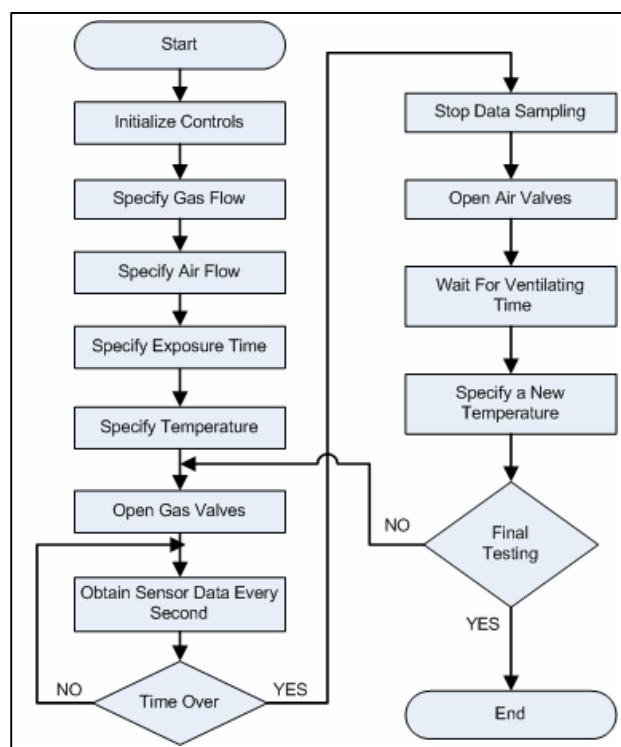 Start
Initialize Controls
Specify Gas Flow
Specify Air Flow
Specify Exposure Time
Specify Temperature
Open Gas Valves
Obtain Sensor Data Every
Second
NO
Time Over
YES
Stop Data Sampling
Open Air Valves
Wait For Ventilating
Time
Specify a New
Temperature
NO
Final
Testing
YES
End